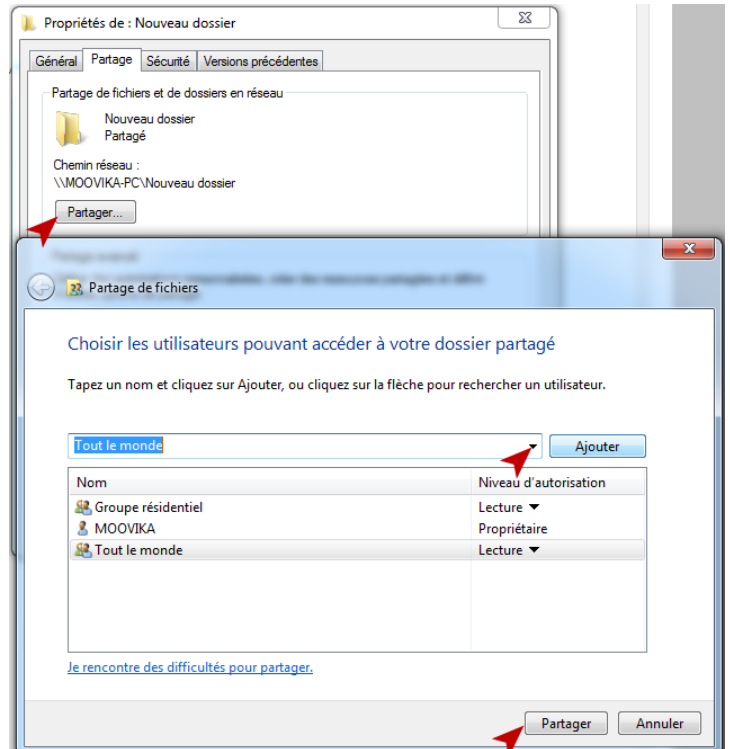 Propriétés de : Nouveau dossier
Général Partage Sécurité Versions précédentes
Partage de fichiers et de dossiers en réseau
Nouveau dossier
Partagé
Chemin réseau :
\\MOOVIKA-PC\Nouveau dossier
Partager...
Partage avancé
Partage de fichiers
Choisir les utilisateurs pouvant accéder à votre dossier partagé
Tapez un nom et cliquez sur Ajouter, ou cliquez sur la flèche pour rechercher un utilisateur.
Tout le monde Ajouter
Nom Niveau d'autorisation
Groupe résidentiel Lecture
MOOVIKA Propriétaire
Tout le monde Lecture
Je rencontre des difficultés pour partager.
Partager Annuler